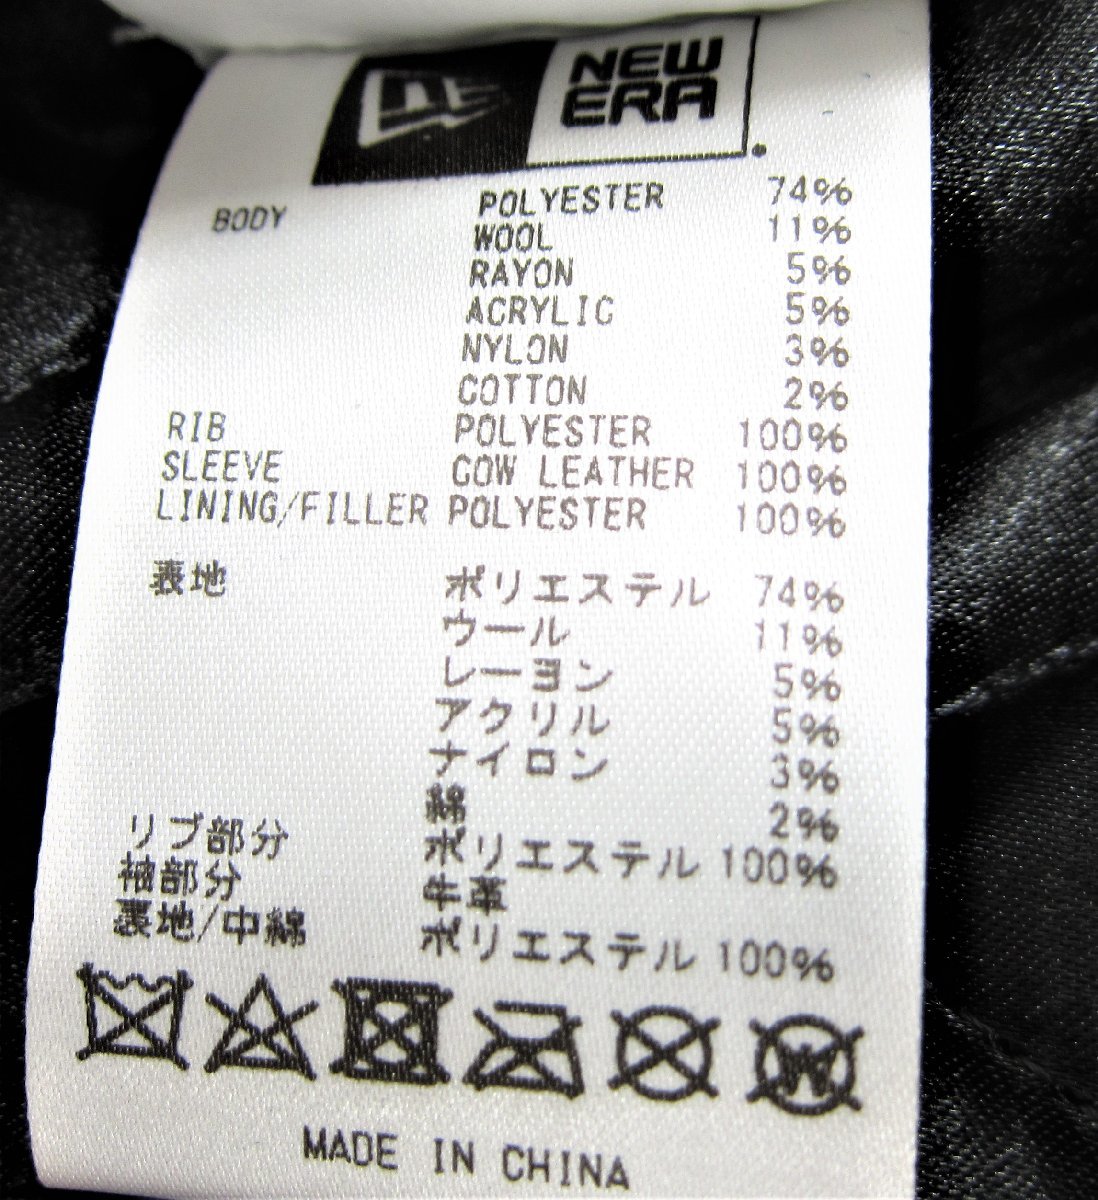 NEW
ERA
BODY POLYESTER 74%
WOOL 11%
RAYON 5%
ACRYLIC 5%
NYLON 3%
COTTON 2%
RIB POLYESTER 100%
SLEEVE COW LEATHER 100%
LINING/FILLER POLYESTER 100%
表地 ポリエステル 74%
ウール 11%
レーヨン 5%
アクリル 5%
ナイロン 3%
綿 2%
リブ部分 ポリエステル 100%
袖部分 牛革
裏地/中綿 ポリエステル 100%
W
MADE IN CHINA